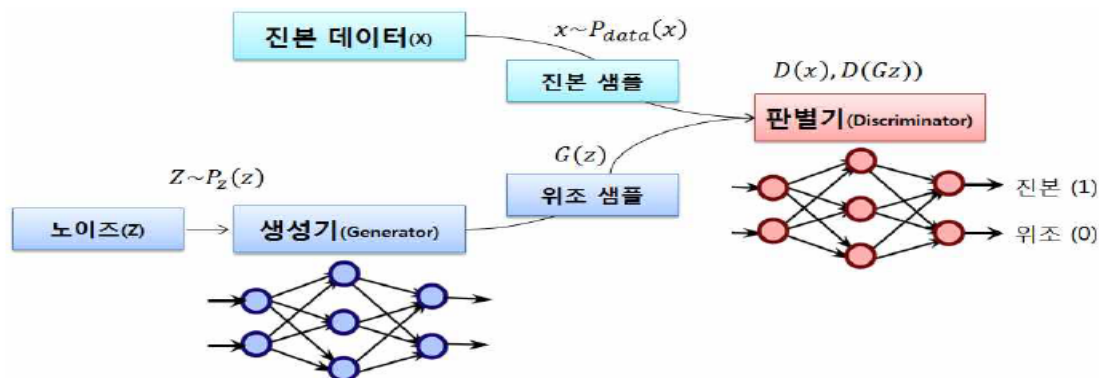 진본 데이터(X)
x~P_data(x)
진본 샘플
D(x), D(Gz))
판별기(Discriminator)
G(z)
Z~P_z(z)
위조 샘플
노이즈(Z)
생성기(Generator)
진본 (1)
위조 (0)